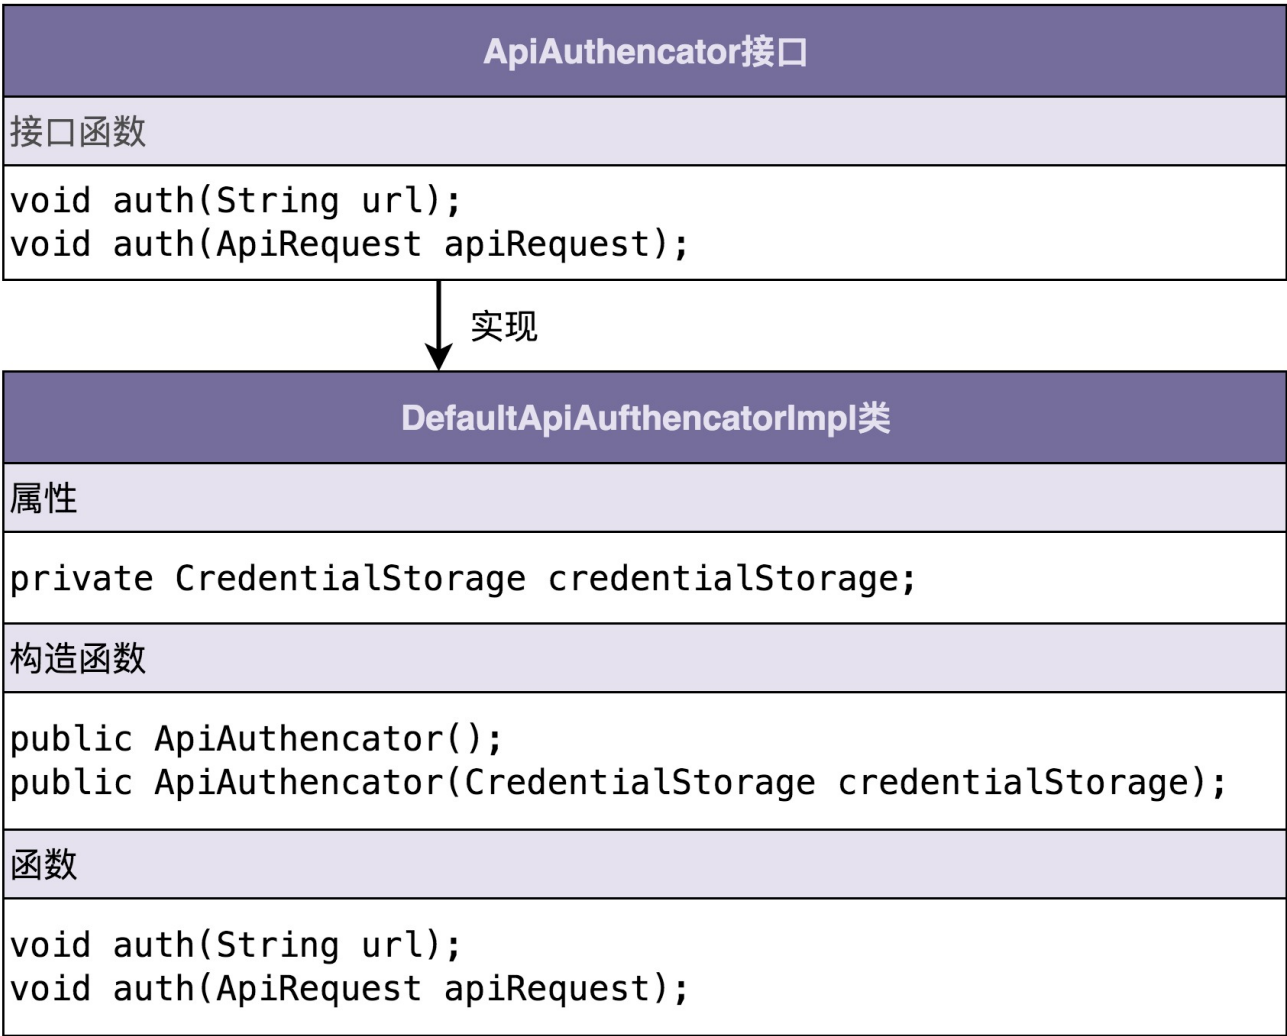 ApiAuthencator接口
接口函数
void auth(String url);
void auth(ApiRequest apiRequest);
实现
DefaultApiAufthencatorImpl类
属性
private CredentialStorage credentialStorage;
构造函数
public ApiAuthencator();
public ApiAuthencator(CredentialStorage credentialStorage);
函数
void auth(String url);
void auth(ApiRequest apiRequest);